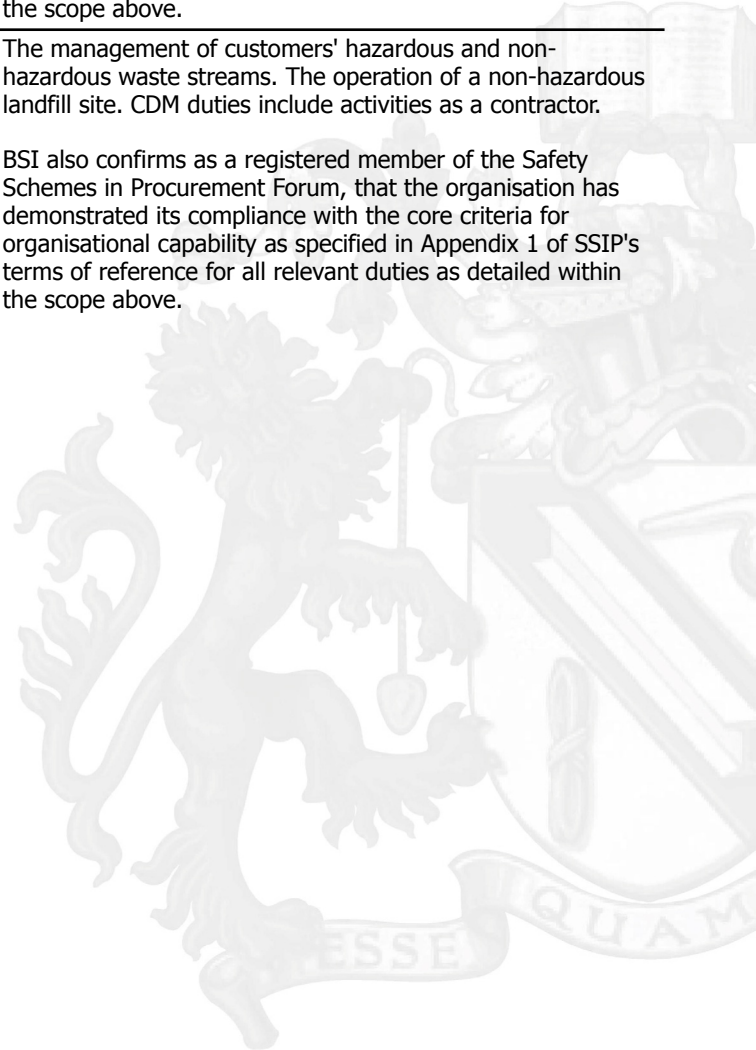 the scope above.
The management of customers' hazardous and non-
hazardous waste streams. The operation of a non-hazardous
landfill site. CDM duties include activities as a contractor.
BSI also confirms as a registered member of the Safety
Schemes in Procurement Forum, that the organisation has
demonstrated its compliance with the core criteria for
organisational capability as specified in Appendix 1 of SSIP's
terms of reference for all relevant duties as detailed within
the scope above.
ESSE QUAM